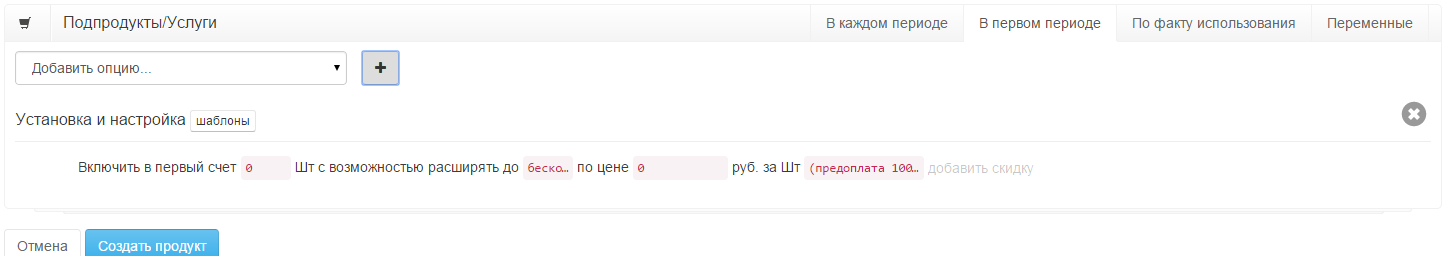 Подпродукты/Услуги В каждом периоде В первом периоде По факту использования Переменные
Добавить опцию...
Установка и настройка шаблоны
Включить в первый счет 0 Шт с возможностью расширять до беско… по цене 0 руб. за Шт (предоплата 100… добавить скидку
Отмена Создать продукт